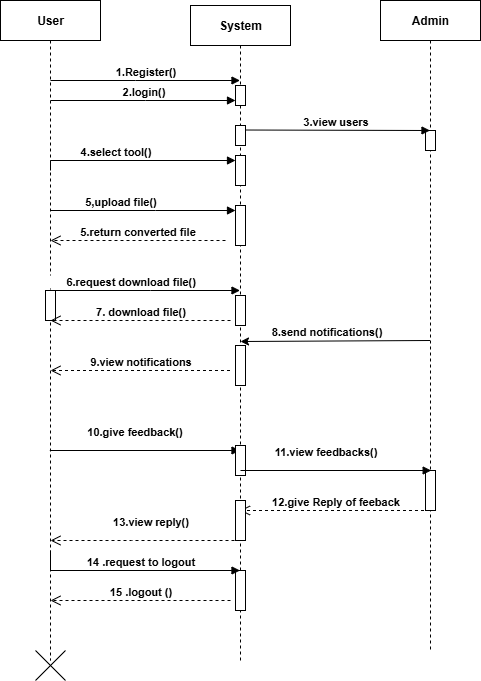 User
System
Admin
1.Register()
2.login()
3.view users
4.select tool()
5,upload file()
5.return converted file
6.request download file()
7. download file()
8.send notifications()
9.view notifications
10.give feedback()
11.view feedbacks()
12.give Reply of feeback
13.view reply()
14 .request to logout
15 .logout ()